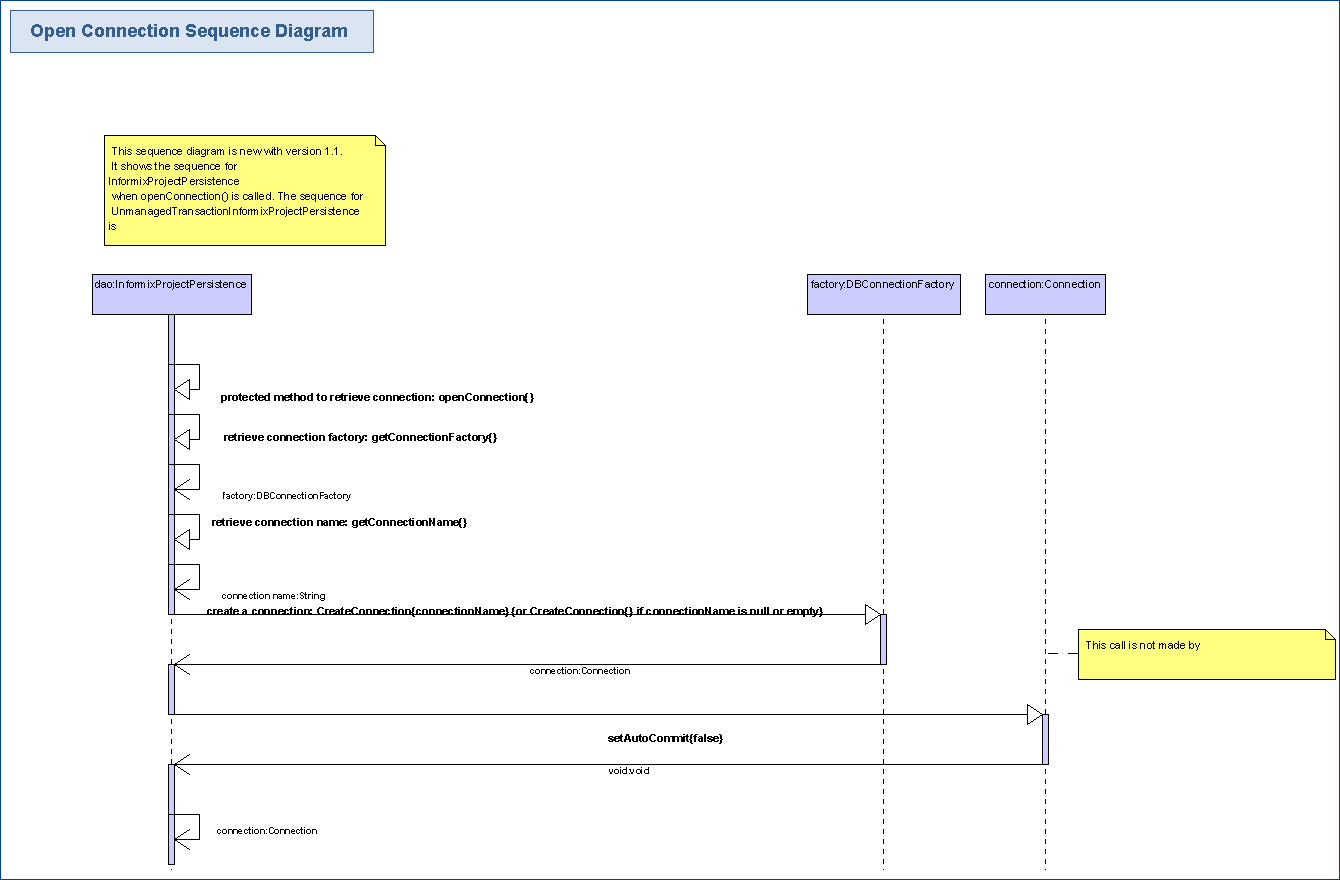 Open Connection Sequence Diagram
This sequence diagram is new with version 1.1.
It shows the sequence for
InformixProjectPersistence
when openConnection() is called. The sequence for
UnmanagedTransactionInformixProjectPersistence
is
dao:InformixProjectPersistence
factory:DBConnectionFactory
connection:Connection
protected method to retrieve connection: openConnection{}
retrieve connection factory: getConnectionFactory{}
factory:DBConnectionFactory
retrieve connection name: getConnectionName{}
connection name:String
create a connection: CreateConnection{connectionName}{or CreateConnection{} if connectionName is null or empty}
This call is not made by
connection:Connection
setAutoCommit{false}
void:void
connection:Connection